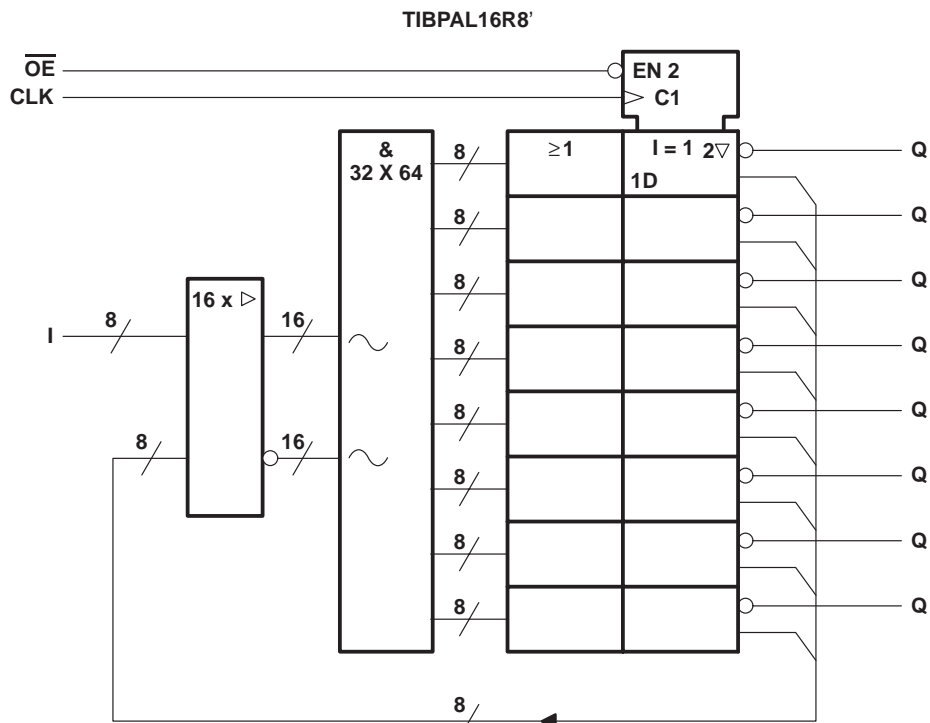 TIBPAL16R8’
OE
EN 2
CLK
C1
&
32 X 64
8
≥1
I = 1
2▽
Q
1D
8
Q
8
Q
16 x ▷
I
8
16
8
Q
8
Q
8
16
8
Q
8
Q
8
Q
8